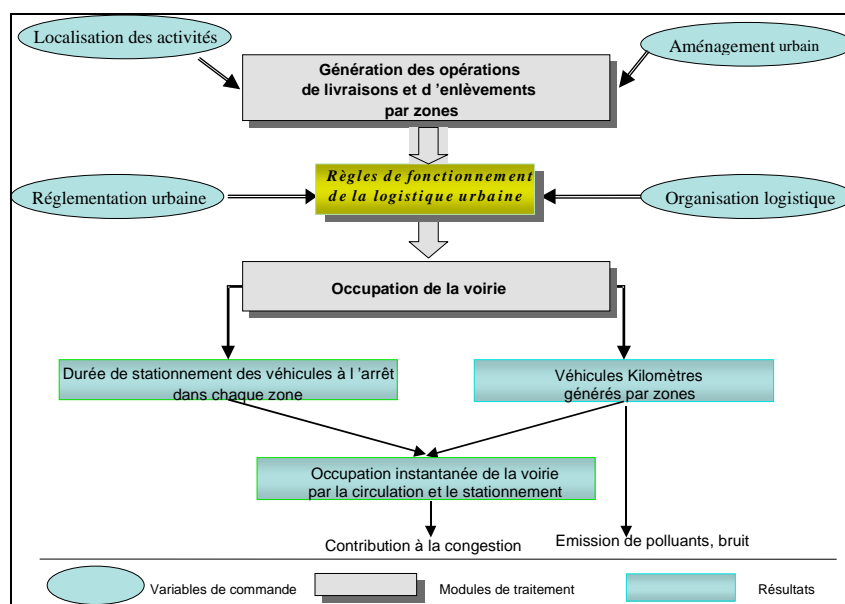 Localisation des activités
Aménagement urbain
Génération des opérations
de livraisons et d 'enlèvements
par zones
Règles de fonctionnement
de la logistique urbaine
Réglementation urbaine
Organisation logistique
Occupation de la voirie
Durée de stationnement des véhicules à l 'arrêt
dans chaque zone
Véhicules Kilomètres
générés par zones
Occupation instantanée de la voirie
par la circulation et le stationnement
Contribution à la congestion
Emission de polluants, bruit
Variables de commande
Modules de traitement
Résultats